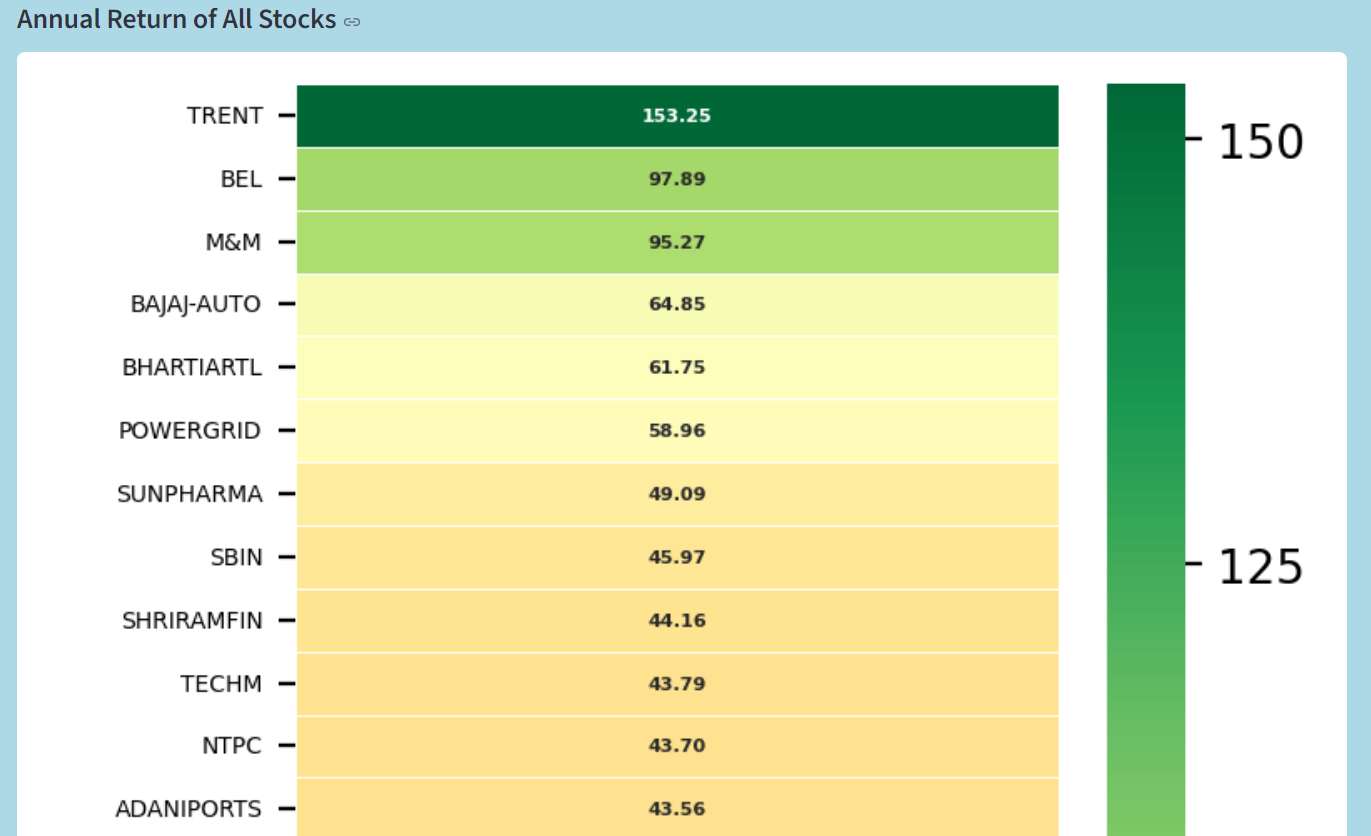 Annual Return of All Stocks
TRENT 153.25
BEL 97.89
M&M 95.27
BAJAJ-AUTO 64.85
BHARTIARTL 61.75
POWERGRID 58.96
SUNPHARMA 49.09
SBIN 45.97
SHRIRAMFIN 44.16
TECHM 43.79
NTPC 43.70
ADANIPORTS 43.56
150
125